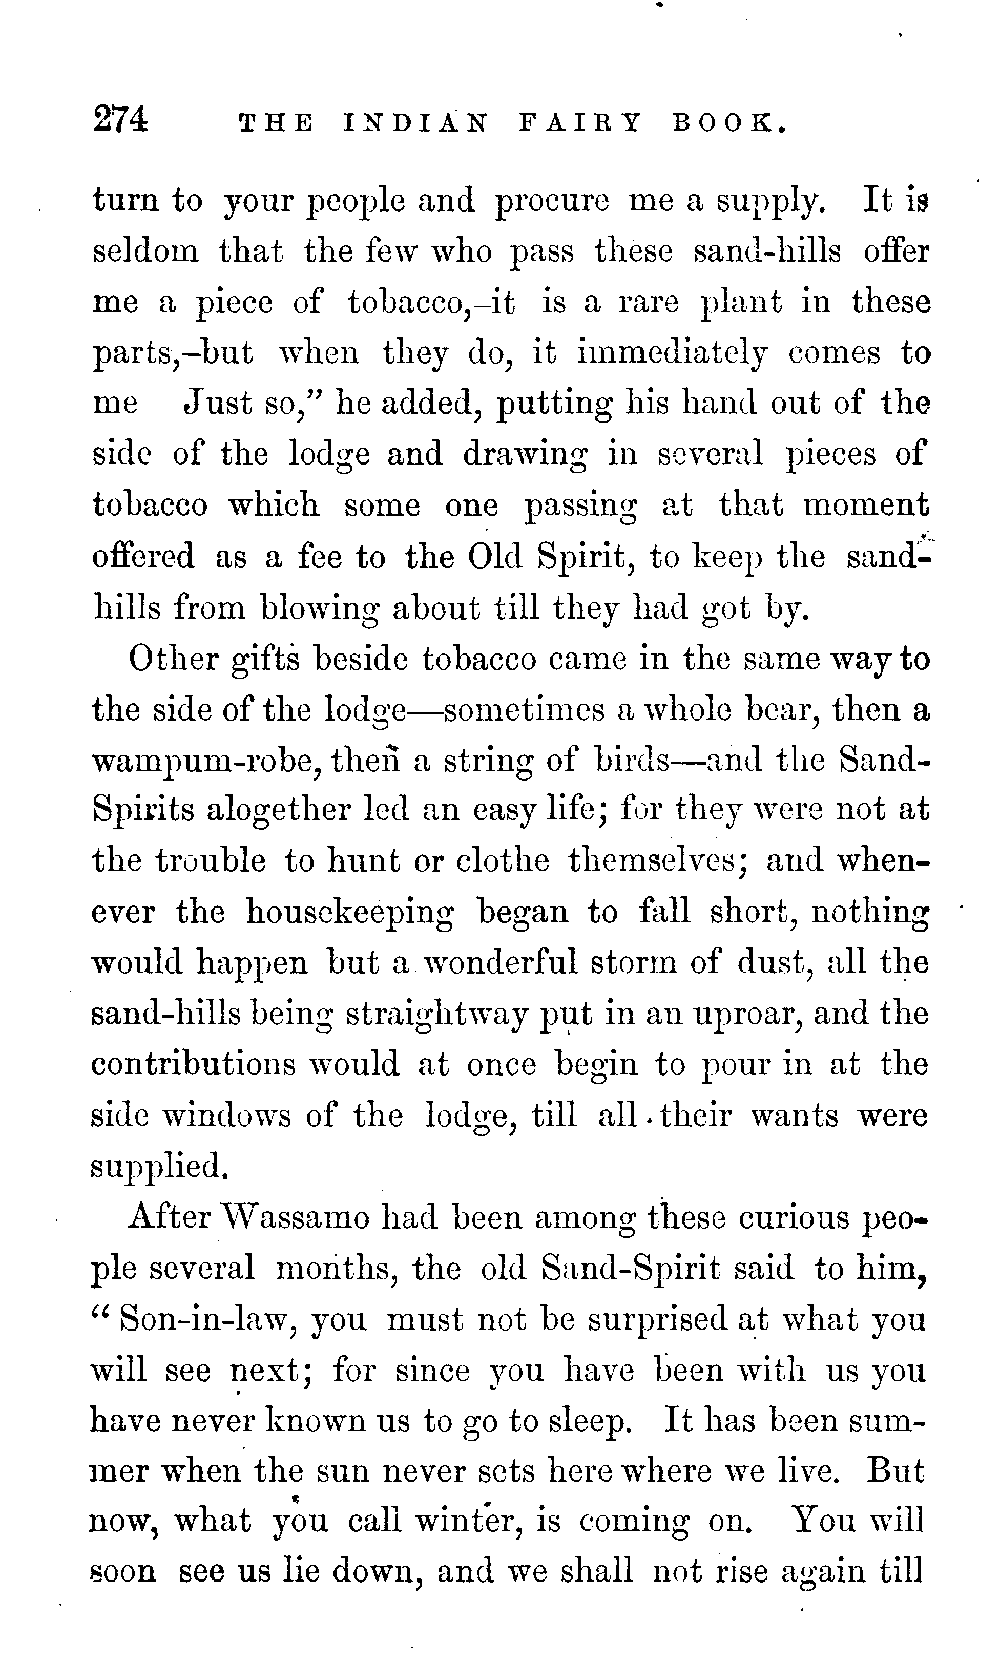 274 THE INDIAN FAIRY BOOK.
turn to your people and procure me a supply. It is
seldom that the few who pass these sand-hills offer
me a piece of tobacco,–it is a rare plant in these
parts,–but when they do, it immediately comes to
me Just so,” he added, putting his hand out of the
side of the lodge and drawing in several pieces of
tobacco which some one passing at that moment
offered as a fee to the Old Spirit, to keep the sand-
hills from blowing about till they had got by.
Other gifts beside tobacco came in the same way to
the side of the lodge—sometimes a whole bear, then a
wampum-robe, then a string of birds—and the Sand-
Spirits alogether led an easy life; for they were not at
the trouble to hunt or clothe themselves; and when-
ever the housekeeping began to fall short, nothing
would happen but a wonderful storm of dust, all the
sand-hills being straightway put in an uproar, and the
contributions would at once begin to pour in at the
side windows of the lodge, till all their wants were
supplied.
After Wassamo had been among these curious peo-
ple several months, the old Sand-Spirit said to him,
“ Son-in-law, you must not be surprised at what you
will see next; for since you have been with us you
have never known us to go to sleep. It has been sum-
mer when the sun never sets here where we live. But
now, what you call winter, is coming on. You will
soon see us lie down, and we shall not rise again till